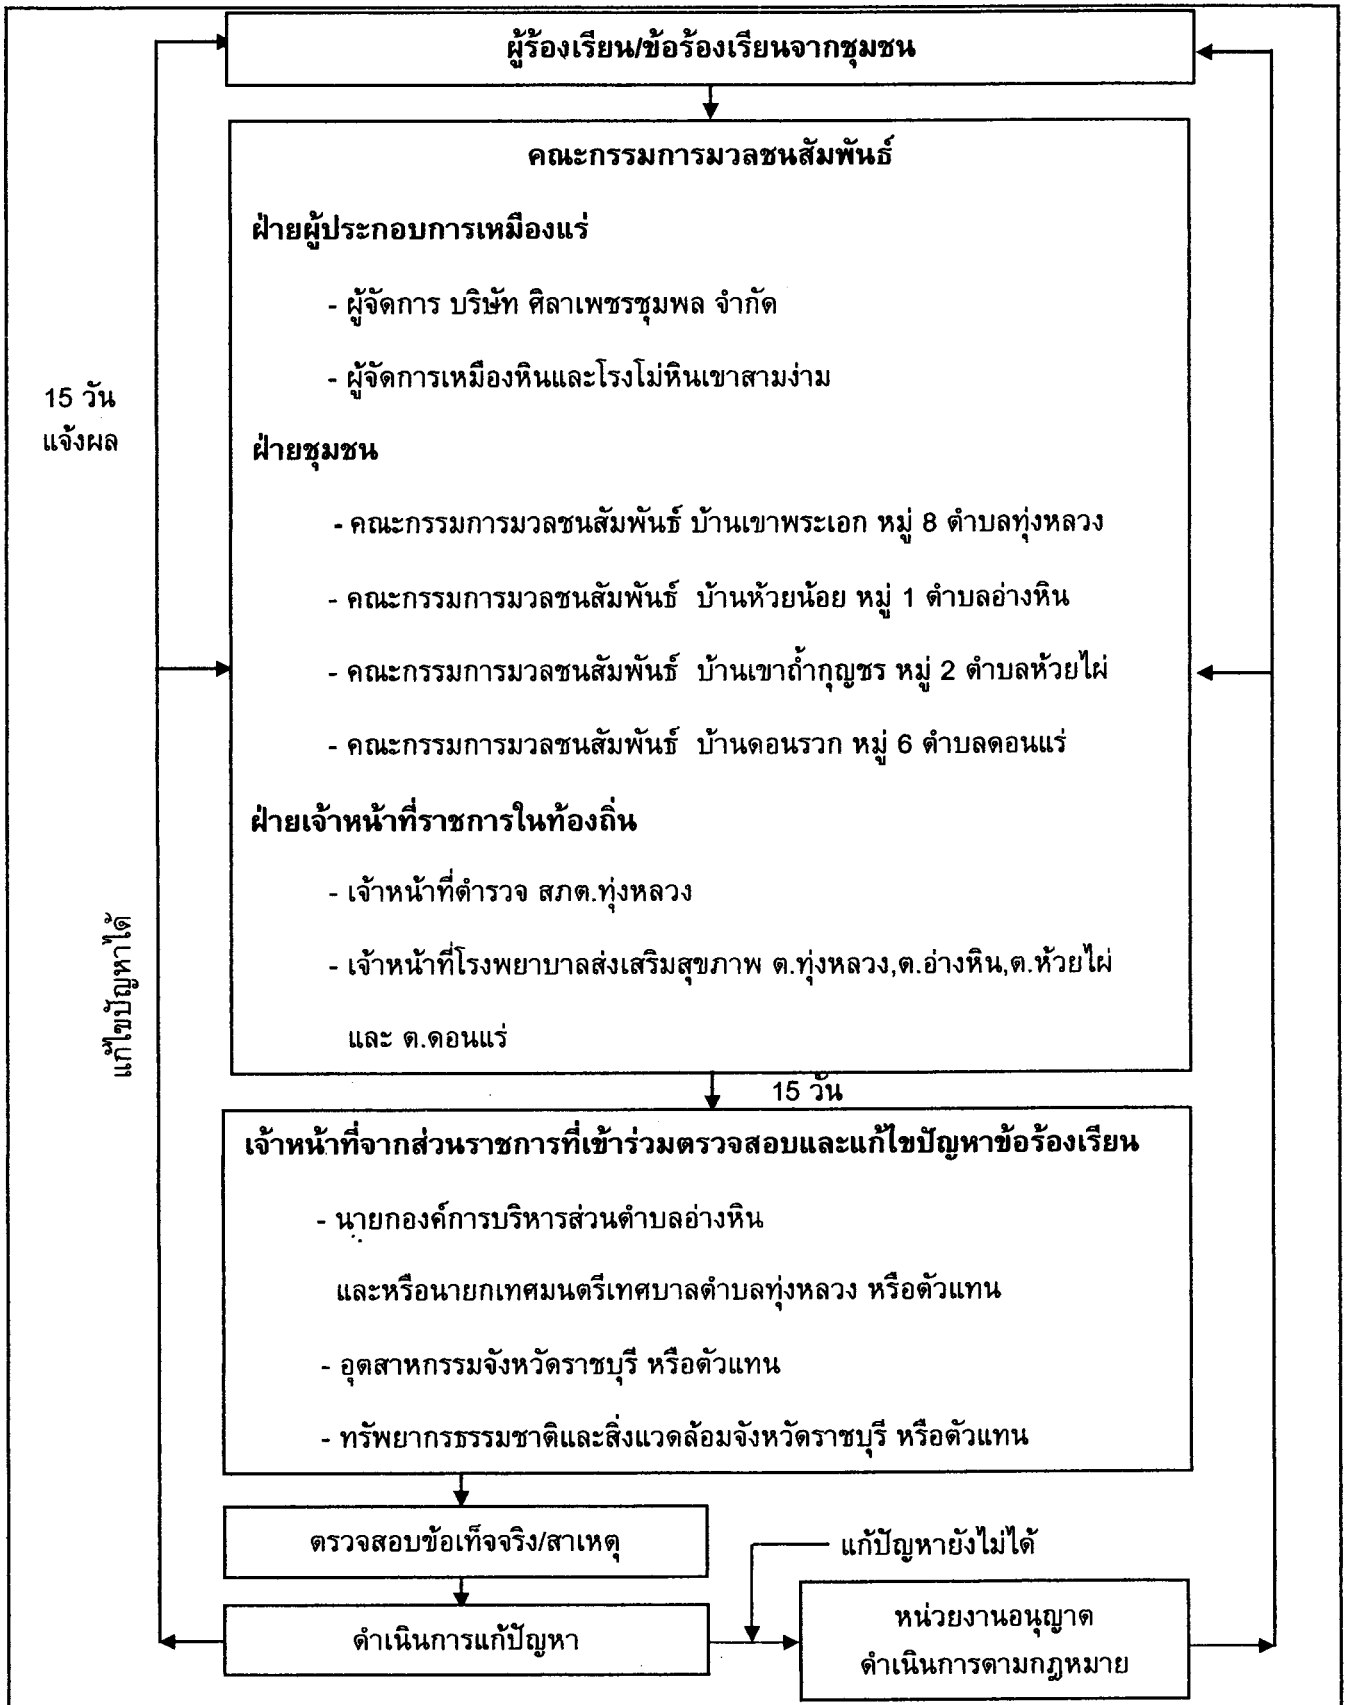 ผู้ร้องเรียน/ข้อร้องเรียนจากชุมชน
คณะกรรมการมวลชนสัมพันธ์
ฝ่ายผู้ประกอบการเหมืองแร่
- ผู้จัดการ บริษัท ศิลาเพชรชุมพล จำกัด
- ผู้จัดการเหมืองหินและโรงโม่หินเขาสามง่าม
15 วัน
แจ้งผล
ฝ่ายชุมชน
- คณะกรรมการมวลชนสัมพันธ์ บ้านเขาพระเอก หมู่ 8 ตำบลทุ่งหลวง
- คณะกรรมการมวลชนสัมพันธ์ บ้านห้วยน้อย หมู่ 1 ตำบลอ่างหิน
- คณะกรรมการมวลชนสัมพันธ์ บ้านเขาถ้ำกุญชร หมู่ 2 ตำบลห้วยไผ่
- คณะกรรมการมวลชนสัมพันธ์ บ้านดอนรวก หมู่ 6 ตำบลดอนแร่
ฝ่ายเจ้าหน้าที่ราชการในท้องถิ่น
- เจ้าหน้าที่ตำรวจ สภต.ทุ่งหลวง
- เจ้าหน้าที่โรงพยาบาลส่งเสริมสุขภาพ ต.ทุ่งหลวง,ต.อ่างหิน,ต.ห้วยไผ่
และ ต.ดอนแร่
แก้ไขปัญหาได้
15 วัน
เจ้าหน้าที่จากส่วนราชการที่เข้าร่วมตรวจสอบและแก้ไขปัญหาข้อร้องเรียน
- นายกองค์การบริหารส่วนตำบลอ่างหิน
และหรือนายกเทศมนตรีเทศบาลตำบลทุ่งหลวง หรือตัวแทน
- อุตสาหกรรมจังหวัดราชบุรี หรือตัวแทน
- ทรัพยากรธรรมชาติและสิ่งแวดล้อมจังหวัดราชบุรี หรือตัวแทน
ตรวจสอบข้อเท็จจริง/สาเหตุ
แก้ปัญหายังไม่ได้
ดำเนินการแก้ปัญหา
หน่วยงานอนุญาต
ดำเนินการตามกฎหมาย